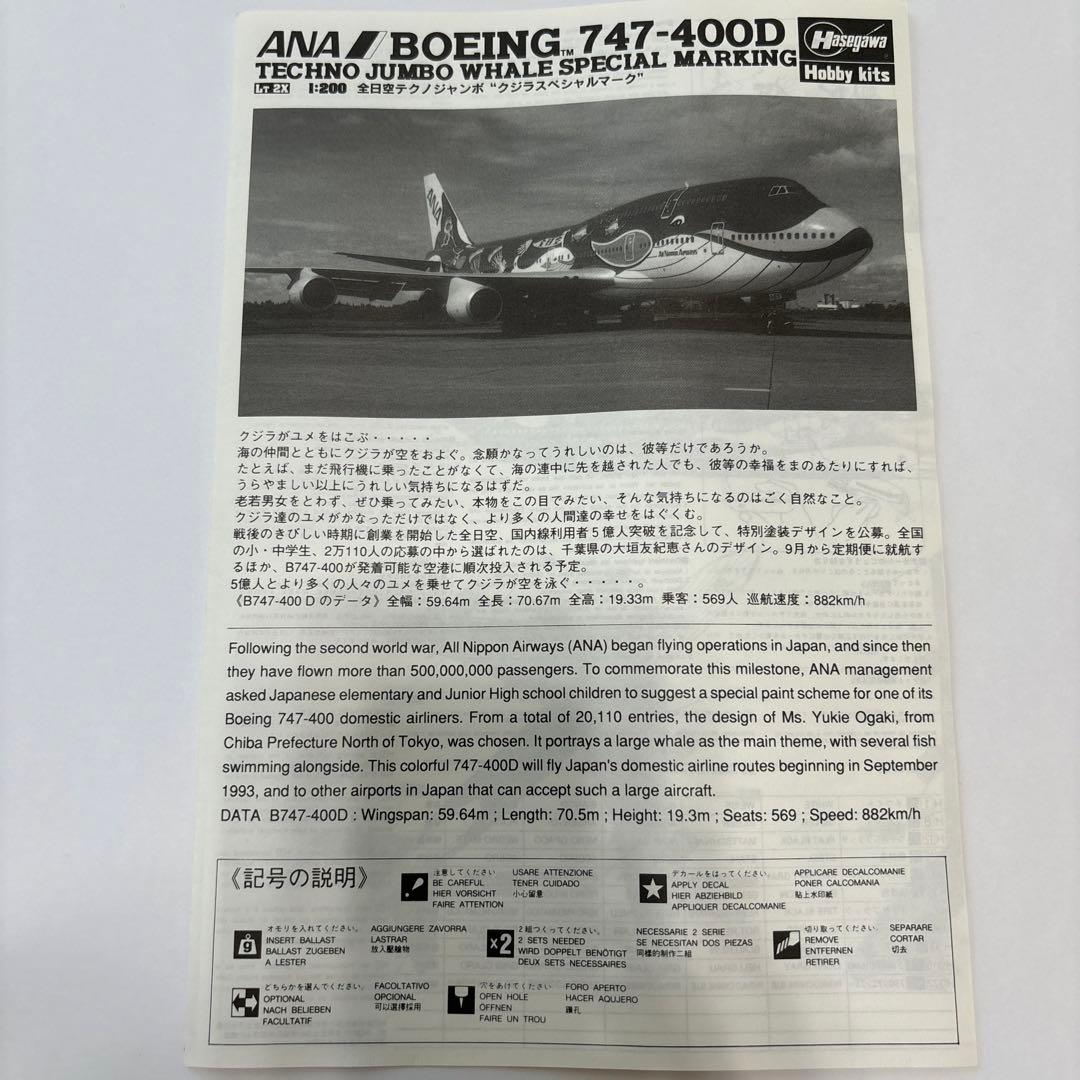 ANA BOEING™ 747-400D
TECHNO JUMBO WHALE SPECIAL MARKING
Hasegawa
Hobby kits
LT 2X 1:200 全日空テクノジャンボ “クジラスペシャルマーク”
ANA
All Nippon Airways
クジラがユメをはこぶ・・・・・
海の仲間とともにクジラが空をおよぐ。念願かなってうれしいのは、彼等だけであろうか。
たとえば、まだ飛行機に乗ったことがなくて、海の連中に先を越された人でも、彼等の幸福をまのあたりにすれば、
うらやましい以上にうれしい気持ちになるはずだ。
老若男女をとわず、ぜひ乗ってみたい、本物をこの目でみたい、そんな気持ちになるのはごく自然なこと。
クジラ達のユメがかなっただけではなく、より多くの人間達の幸せをはぐくむ。
戦後のきびしい時期に創業を開始した全日空、国内線利用者5億人突破を記念して、特別塗装デザインを公募。全国
の小・中学生、2万110人の応募の中から選ばれたのは、千葉県の大垣友紀恵さんのデザイン。9月から定期便に就航す
るほか、B747-400が発着可能な空港に順次投入される予定。
5億人とより多くの人々のユメを乗せてクジラが空を泳ぐ・・・・・。
《B747-400 Dのデータ》全幅：59.64m 全長：70.67m 全高：19.33m 乗客：569人 巡航速度：882km/h
Following the second world war, All Nippon Airways (ANA) began flying operations in Japan, and since then
they have flown more than 500,000,000 passengers. To commemorate this milestone, ANA management
asked Japanese elementary and Junior High school children to suggest a special paint scheme for one of its
Boeing 747-400 domestic airliners. From a total of 20,110 entries, the design of Ms. Yukie Ogaki, from
Chiba Prefecture North of Tokyo, was chosen. It portrays a large whale as the main theme, with several fish
swimming alongside. This colorful 747-400D will fly Japan's domestic airline routes beginning in September
1993, and to other airports in Japan that can accept such a large aircraft.
DATA B747-400D : Wingspan: 59.64m ; Length: 70.5m ; Height: 19.3m ; Seats: 569 ; Speed: 882km/h
《記号の説明》
注意してください
BE CAREFUL
HIER VORSICHT
FAIRE ATTENTION
USARE ATTENZIONE
TENER CUIDADO
小心留意
デカールをはってください。
APPLY DECAL
HIER ABZIEHBILD
APPLIQUER DECALCOMANIE
APPLICARE DECALCOMANIE
PONER CALCOMANIA
貼上水印紙
g
オモリを入れてください。
INSERT BALLAST
BALLAST ZUGEBEN
A LESTER
AGGIUNGERE ZAVORRA
LASTRAR
放入壓艙物
×2
2組つくってください。
2 SETS NEEDED
WIRD DOPPELT BENÖTIGT
DEUX SETS NECESSAIRES
NECESSARIE 2 SERIE
SE NECESITAN DOS PIEZAS
同樣的制作二組
切り取ってください。
REMOVE
ENTFERNEN
RETIRER
SEPARARE
CORTAR
切去
どちらかを選んでください。
OPTIONAL
NACH BELIEBEN
FACULTATIF
FACOLTATIVO
OPCIONAL
可以選擇採用
穴をあけてください
OPEN HOLE
OFFNEN
FAIRE UN TROU
FORO APERTO
HACER AQUJERO
鑽孔